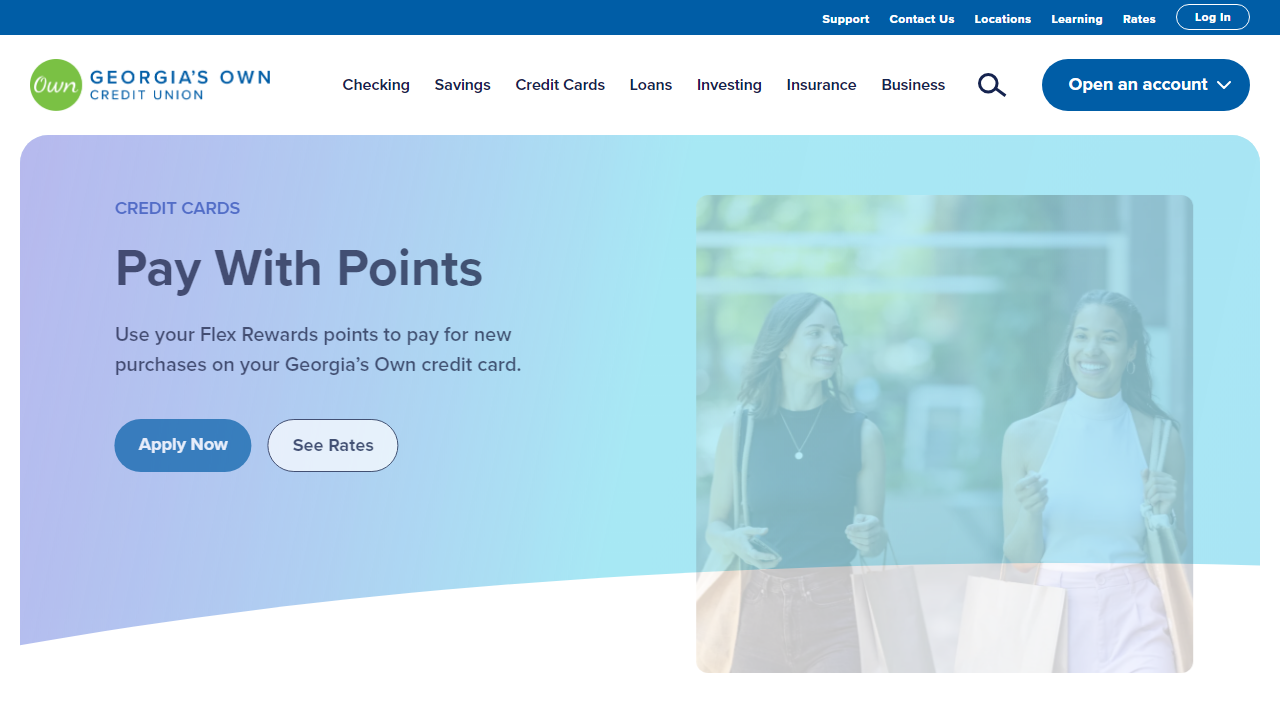 Support Contact Us Locations Learning Rates Log In
Own GEORGIA'S OWN
CREDIT UNION
Checking Savings Credit Cards Loans Investing Insurance Business Open an account
CREDIT CARDS
Pay With Points
Use your Flex Rewards points to pay for new
purchases on your Georgia’s Own credit card.
Apply Now See Rates